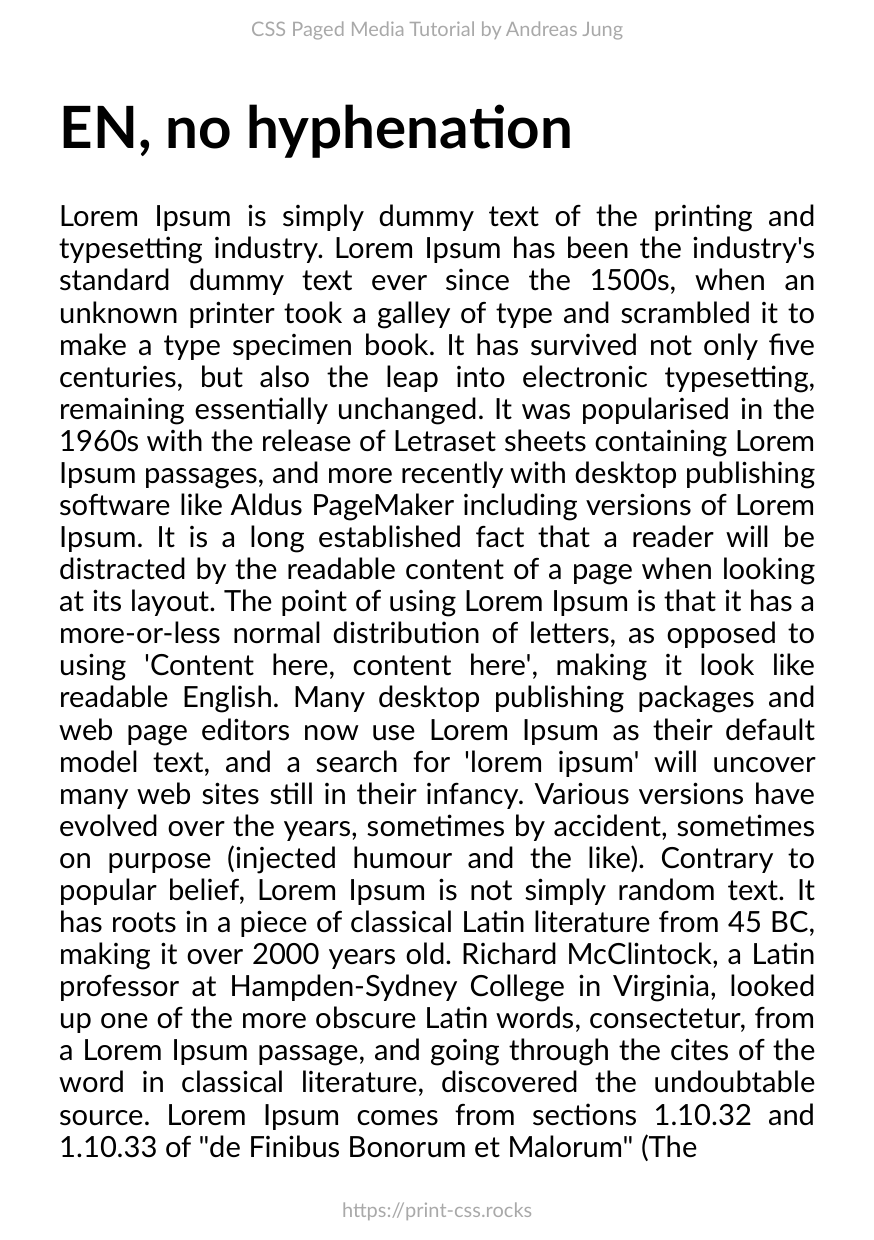 CSS Paged Media Tutorial by Andreas Jung
EN, no hyphenation
Lorem Ipsum is simply dummy text of the printing and
typesetting industry. Lorem Ipsum has been the industry's
standard dummy text ever since the 1500s, when an
unknown printer took a galley of type and scrambled it to
make a type specimen book. It has survived not only five
centuries, but also the leap into electronic typesetting,
remaining essentially unchanged. It was popularised in the
1960s with the release of Letraset sheets containing Lorem
Ipsum passages, and more recently with desktop publishing
software like Aldus PageMaker including versions of Lorem
Ipsum. It is a long established fact that a reader will be
distracted by the readable content of a page when looking
at its layout. The point of using Lorem Ipsum is that it has a
more-or-less normal distribution of letters, as opposed to
using 'Content here, content here', making it look like
readable English. Many desktop publishing packages and
web page editors now use Lorem Ipsum as their default
model text, and a search for 'lorem ipsum' will uncover
many web sites still in their infancy. Various versions have
evolved over the years, sometimes by accident, sometimes
on purpose (injected humour and the like). Contrary to
popular belief, Lorem Ipsum is not simply random text. It
has roots in a piece of classical Latin literature from 45 BC,
making it over 2000 years old. Richard McClintock, a Latin
professor at Hampden-Sydney College in Virginia, looked
up one of the more obscure Latin words, consectetur, from
a Lorem Ipsum passage, and going through the cites of the
word in classical literature, discovered the undoubtable
source. Lorem Ipsum comes from sections 1.10.32 and
1.10.33 of "de Finibus Bonorum et Malorum" (The
https://print-css.rocks